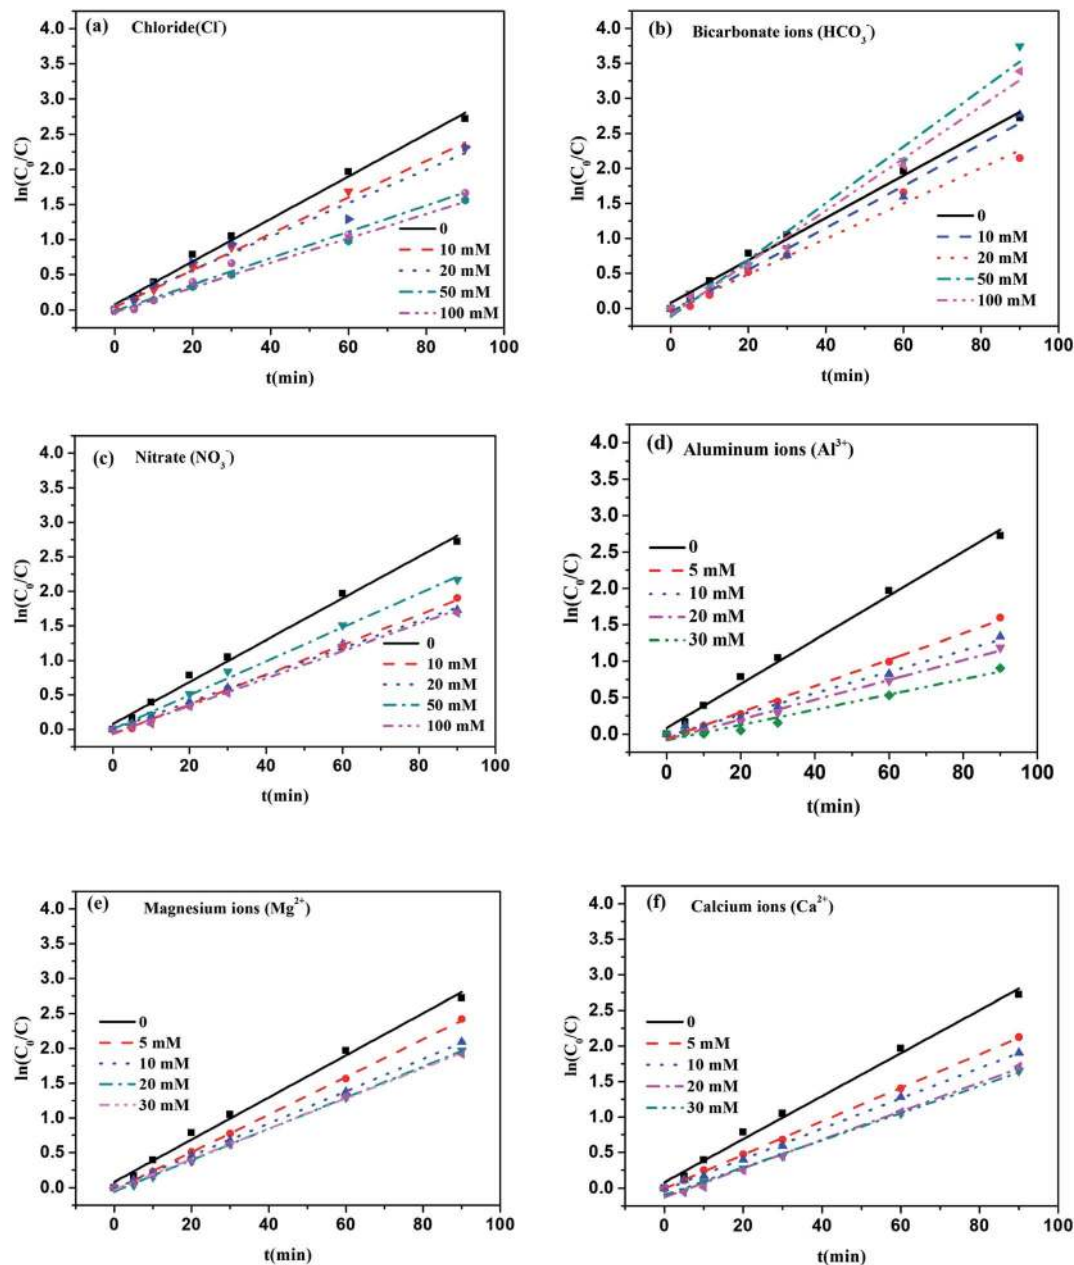 (a) Chloride(Cl⁻)
4.0
3.5
3.0
2.5
2.0
1.5
1.0
0.5
0.0
ln(C₀/C)
0
10 mM
20 mM
50 mM
100 mM
0 20 40 60 80 100
t(min)
(b) Bicarbonate ions (HCO₃⁻)
4.0
3.5
3.0
2.5
2.0
1.5
1.0
0.5
0.0
ln(C₀/C)
0
10 mM
20 mM
50 mM
100 mM
0 20 40 60 80 100
t(min)
(c) Nitrate (NO₃⁻)
4.0
3.5
3.0
2.5
2.0
1.5
1.0
0.5
0.0
ln(C₀/C)
0
10 mM
20 mM
50 mM
100 mM
0 20 40 60 80 100
t(min)
(d) Aluminum ions (Al³⁺)
4.0
3.5
3.0
2.5
2.0
1.5
1.0
0.5
0.0
ln(C₀/C)
0
5 mM
10 mM
20 mM
30 mM
0 20 40 60 80 100
t(min)
(e) Magnesium ions (Mg²⁺)
4.0
3.5
3.0
2.5
2.0
1.5
1.0
0.5
0.0
ln(C₀/C)
0
5 mM
10 mM
20 mM
30 mM
0 20 40 60 80 100
t(min)
(f) Calcium ions (Ca²⁺)
4.0
3.5
3.0
2.5
2.0
1.5
1.0
0.5
0.0
ln(C₀/C)
0
5 mM
10 mM
20 mM
30 mM
0 20 40 60 80 100
t(min)